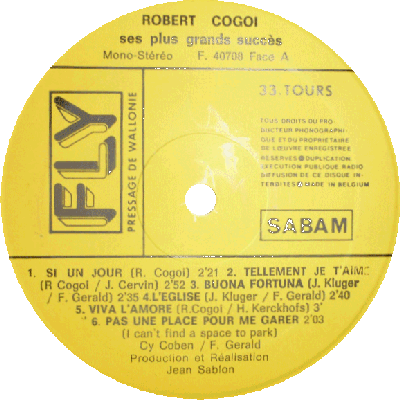 ROBERT COGOI
ses plus grands succès
Mono-Stéréo F. 40700 Face A
FLY
PRESSAGE DE WALLONIE
33.TOURS
TOUS DROITS DU PRO-
DUCTEUR PHONOGRAPHI-
QUE ET DU PROPRIETAIRE
DE L'ŒUVRE ENREGISTREE
RESERVES DUPLICATION,
EXECUTION PUBLIQUE RADIO
DIFFUSION DE CE DISQUE IN-
TERDITES MADE IN BELGIUM
SABAM
1. SI UN JOUR (R. Cogoi) 2'21 2. TELLEMENT JE T'AIME
(R Cogoi / J. Cervin) 2'52 3. BUONA FORTUNA (J. Kluger
/ F. Gerald) 2'35 4.L'EGLISE (J. Kluger / F. Gerald) 2'40
5. VIVA L'AMORE (R.Cogoi / H. Kerckhofs) 3'
6. PAS UNE PLACE POUR ME GARER 2'03
(I can't find a space to park)
Cy Coben / F. Gerald
Production et Réalisation
Jean Sablon